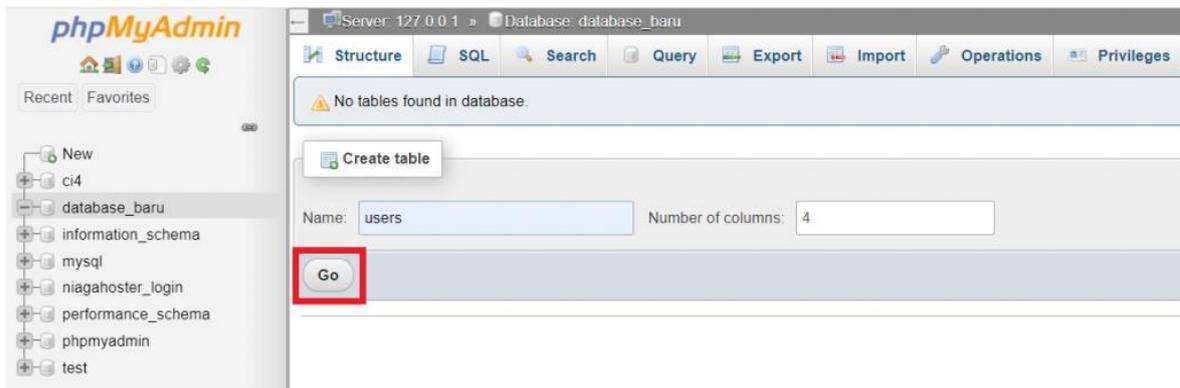 phpMyAdmin
Recent Favorites
New
ci4
database_baru
information_schema
mysql
niagahoster_login
performance_schema
phpmyadmin
test
Server: 127.0.0.1 » Database: database_baru
Structure SQL Search Query Export Import Operations Privileges
No tables found in database.
Create table
Name: users Number of columns: 4
Go